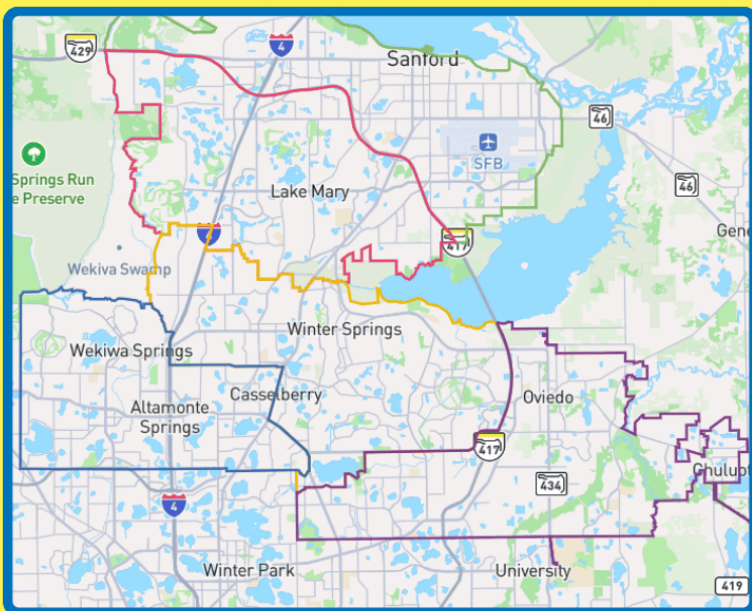 429
4
Sanford
46
SFB
Springs Run
e Preserve
Lake Mary
46
417
Gene
Wekiva Swamp
Winter Springs
Wekiwa Springs
Casselberry
Oviedo
Altamonte
Springs
417
Chulu
434
4
Winter Park
University
419